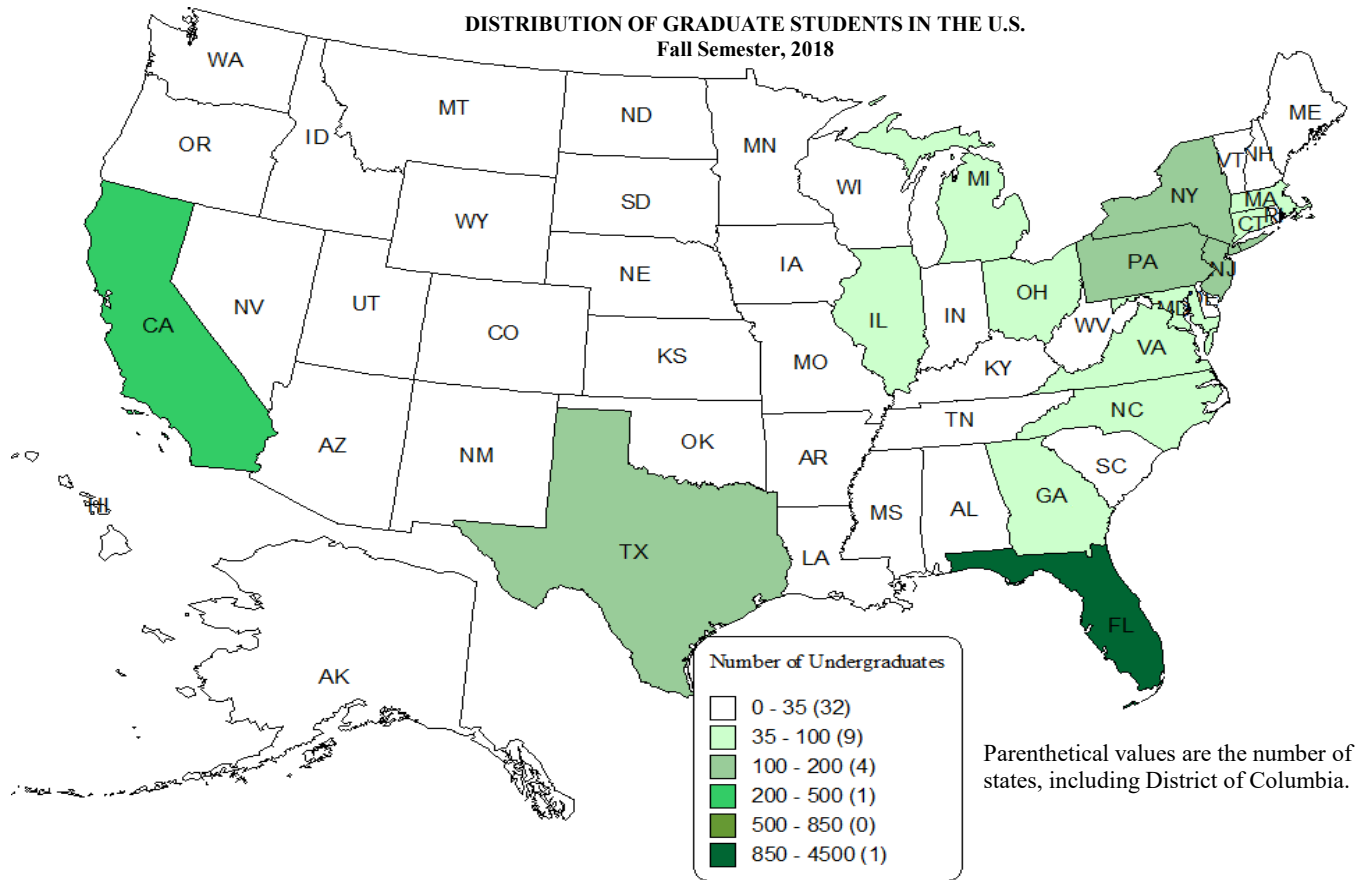 DISTRIBUTION OF GRADUATE STUDENTS IN THE U.S.
Fall Semester, 2018
WA
MT
ND
MN
ME
OR
ID
VT
NH
WI
MI
SD
NY
MA
WY
CT
RI
IA
PA
NE
OH
NJ
NV
UT
IL
IN
MD
CA
CO
WV
VA
KS
MO
KY
NC
TN
OK
AZ
NM
AR
SC
GA
MS
AL
HI
TX
LA
FL
AK
Number of Undergraduates
0 - 35 (32)
35 - 100 (9)
100 - 200 (4)
200 - 500 (1)
500 - 850 (0)
850 - 4500 (1)
Parenthetical values are the number of
states, including District of Columbia.